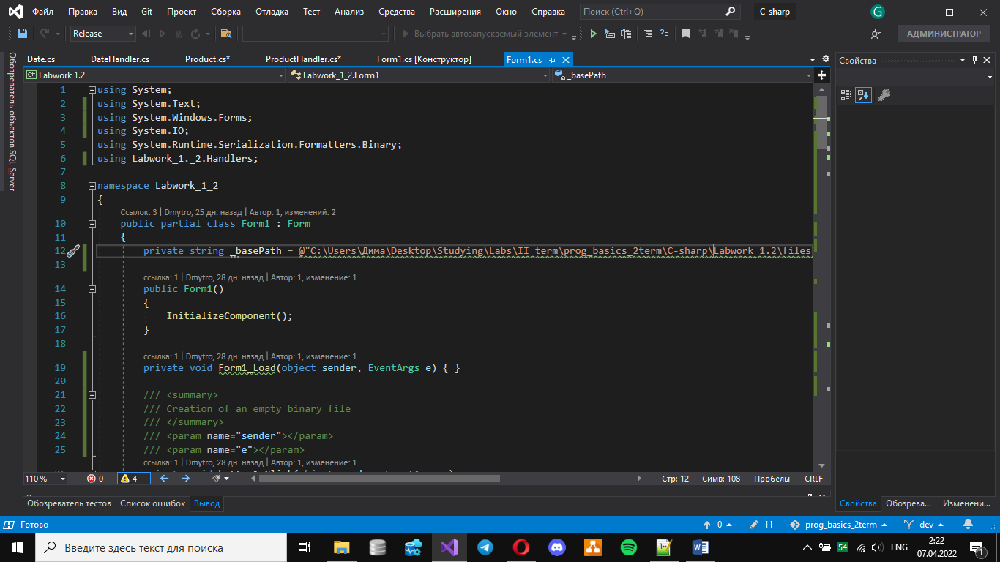 Файл Правка Вид Git Проект Сборка Отладка Тест Анализ Средства Расширения Окно Справка Поиск (Ctrl+Q) C-sharp G
Release Выбрать автозапускаемый элемент АДМИНИСТРАТОР
Обозреватель объектов SQL Server
Date.cs DateHandler.cs Product.cs* ProductHandler.cs* Form1.cs [Конструктор] Form1.cs
Labwork 1.2 Labwork_1_2.Form1 _basePath
1 using System;
2 using System.Text;
3 using System.Windows.Forms;
4 using System.IO;
5 using System.Runtime.Serialization.Formatters.Binary;
6 using Labwork_1._2.Handlers;
7
8 namespace Labwork_1_2
9 {
Ссылок: 3 | Dmytro, 25 дн. назад | Автор: 1, изменений: 2
10 public partial class Form1 : Form
11 {
12 private string _basePath = @"C:\Users\Дима\Desktop\Studying\Labs\II term\prog_basics_2term\C-sharp\Labwork 1.2\files\
13
ссылка: 1 | Dmytro, 28 дн. назад | Автор: 1, изменение: 1
14 public Form1()
15 {
16 InitializeComponent();
17 }
18
ссылка: 1 | Dmytro, 28 дн. назад | Автор: 1, изменение: 1
19 private void Form1_Load(object sender, EventArgs e) { }
20
21 /// <summary>
22 /// Creation of an empty binary file
23 /// </summary>
24 /// <param name="sender"></param>
25 /// <param name="e"></param>
ссылка: 1 | Dmytro, 28 дн. назад | Автор: 1, изменение: 1
110 % 0 4 Стр: 12 Симв: 108 Пробелы CRLF
Обозреватель тестов Список ошибок Вывод
Свойства
Свойства Обозрева... Изменени...
Готово 0 11 prog_basics_2term dev
Введите здесь текст для поиска 54 ENG 2:22
07.04.2022 1